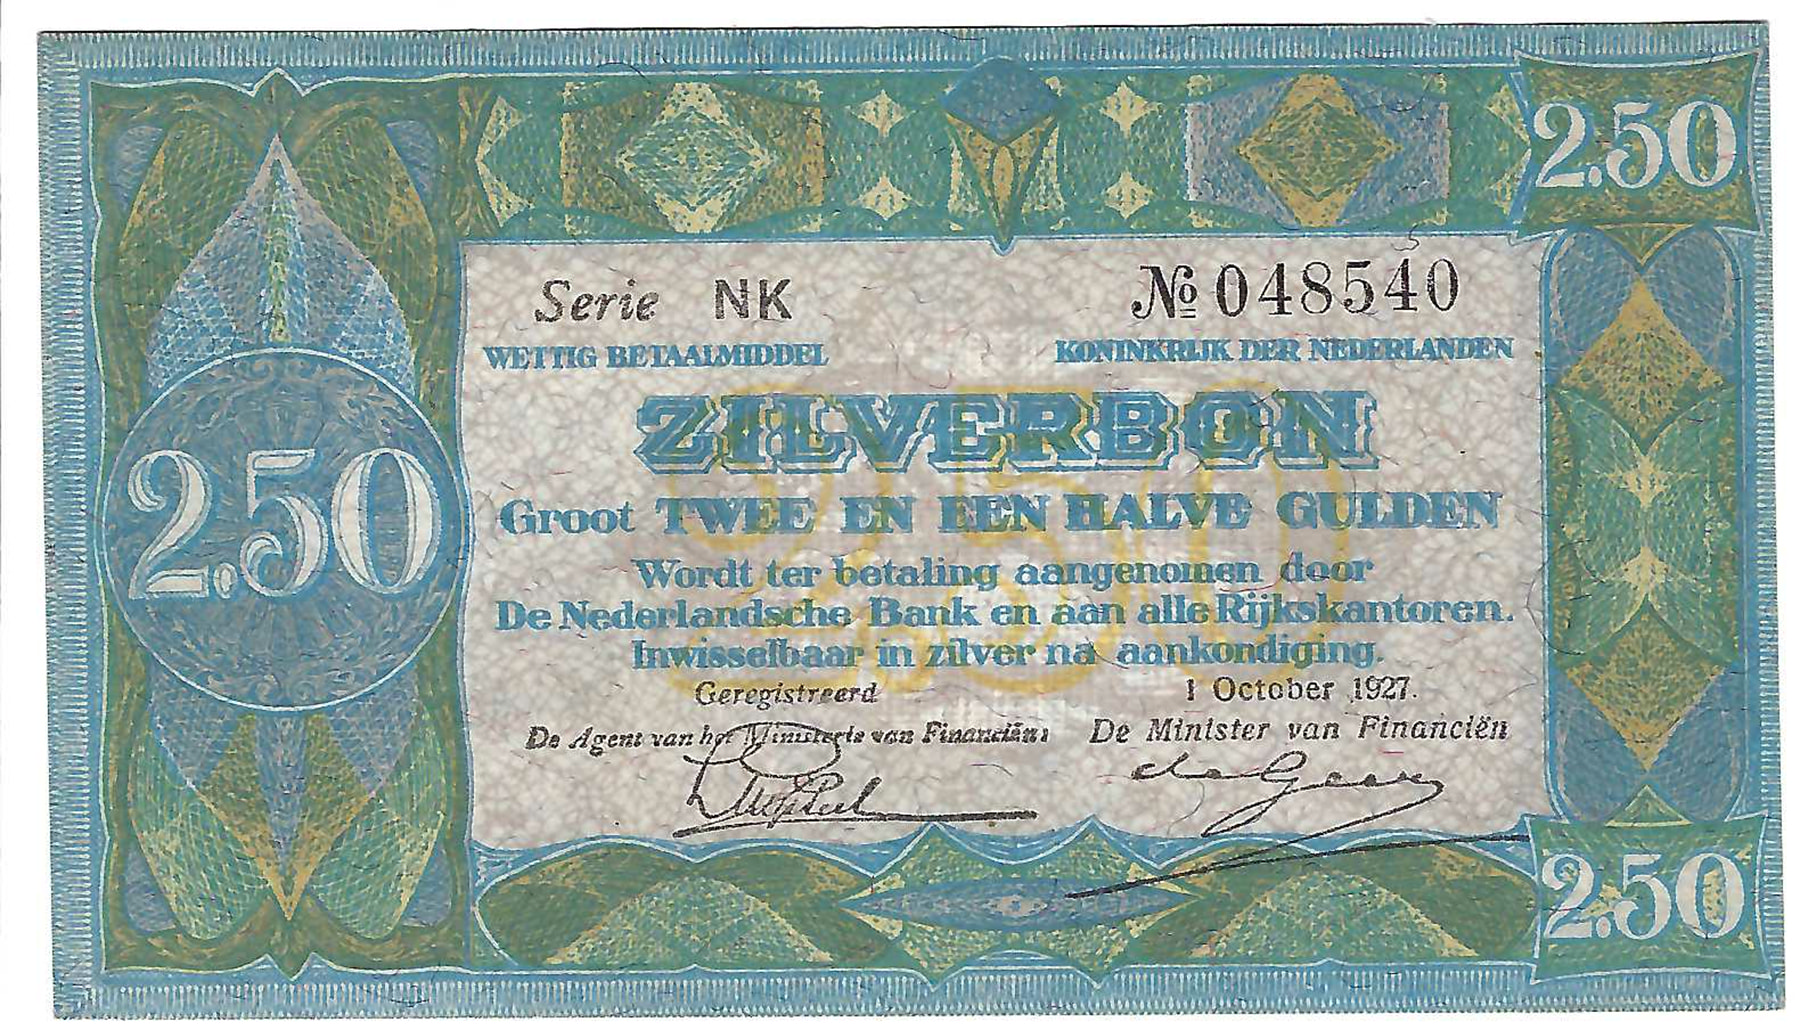 2.50
Serie NK № 048540
WETTIG BETAALMIDDEL KONINKRIJK DER NEDERLANDEN
ZILVERBON
2.50
Groot TWEE EN EEN HALVE GULDEN
2.50
Wordt ter betaling aangenomen door
De Nederlandsche Bank en aan alle Rijkskantoren.
Inwisselbaar in zilver na aankondiging.
Geregistreerd 1 October 1927.
De Agent van het Ministerie van Financiën: De Minister van Financiën
de Geer
2.50